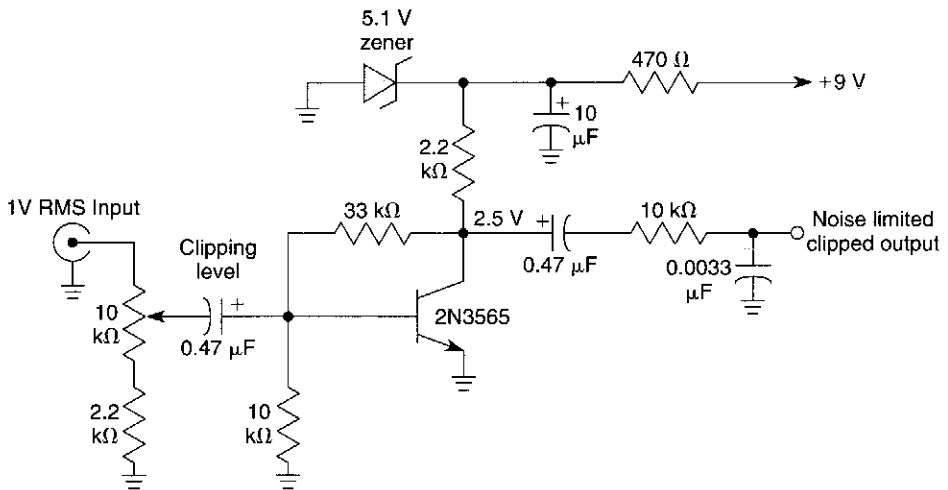 5.1 V
zener
470 Ω
+9 V
+
10
μF
2.2
kΩ
1V RMS Input
33 kΩ
2.5 V
+
10 kΩ
Noise limited
clipped output
Clipping
level
+
0.47 μF
0.0033
μF
10
kΩ
0.47 μF
2N3565
2.2
kΩ
10
kΩ